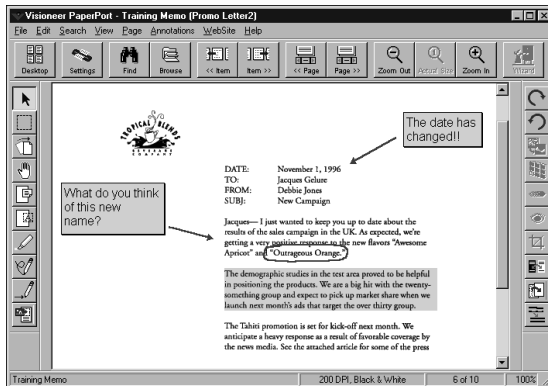 Visioneer PaperPort - Training Memo (Promo Letter2)
File Edit Search View Page Annotations WebSite Help
Desktop Settings Find Browse << Item Item >> << Page Page >> Zoom Out Actual Size Zoom In Wizard
TROPICAL BLENDS
BEVERAGE
COMPANY
The date has
changed!!
DATE: November 1, 1996
TO: Jacques Gelure
FROM: Debbie Jones
SUBJ: New Campaign
What do you think
of this new
name?
Jacques— I just wanted to keep you up to date about the
results of the sales campaign in the UK. As expected, we're
getting a very positive response to the new flavors "Awesome
Apricot" and "Outrageous Orange."
The demographic studies in the test area proved to be helpful
in positioning the products. We are a big hit with the twenty-
something group and expect to pick up market share when we
launch next month's ads that target the over thirty group.
The Tahiti promotion is set for kick-off next month. We
anticipate a heavy response as a result of favorable coverage by
the news media. See the attached article for some of the press
Training Memo 200 DPI, Black & White 6 of 10 100%